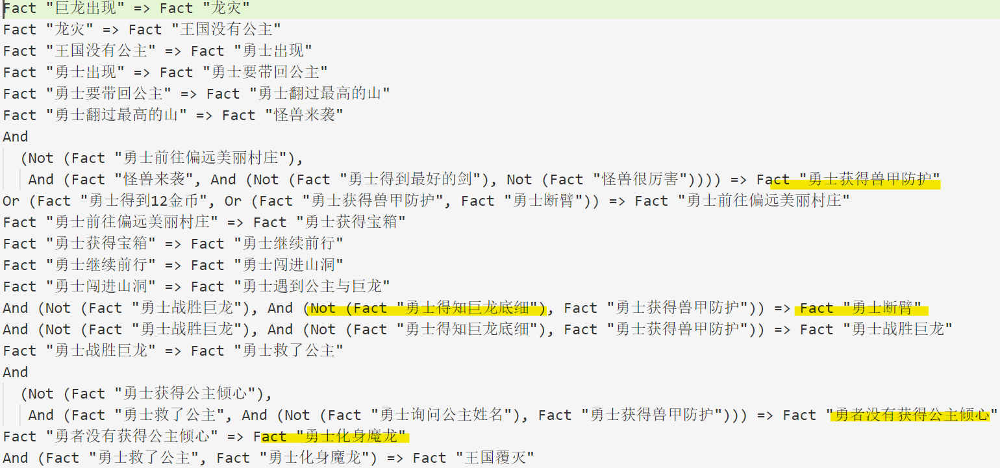 Fact "巨龙出现" => Fact "龙灾"
Fact "龙灾" => Fact "王国没有公主"
Fact "王国没有公主" => Fact "勇士出现"
Fact "勇士出现" => Fact "勇士要带回公主"
Fact "勇士要带回公主" => Fact "勇士翻过最高的山"
Fact "勇士翻过最高的山" => Fact "怪兽来袭"
And
(Not (Fact "勇士前往偏远美丽村庄"),
And (Fact "怪兽来袭", And (Not (Fact "勇士得到最好的剑"), Not (Fact "怪兽很厉害")))) => Fact "勇士获得兽甲防护"
Or (Fact "勇士得到12金币", Or (Fact "勇士获得兽甲防护", Fact "勇士断臂")) => Fact "勇士前往偏远美丽村庄"
Fact "勇士前往偏远美丽村庄" => Fact "勇士获得宝箱"
Fact "勇士获得宝箱" => Fact "勇士继续前行"
Fact "勇士继续前行" => Fact "勇士闯进山洞"
Fact "勇士闯进山洞" => Fact "勇士遇到公主与巨龙"
And (Not (Fact "勇士战胜巨龙"), And (Not (Fact "勇士得知巨龙底细"), Fact "勇士获得兽甲防护")) => Fact "勇士断臂"
And (Not (Fact "勇士战胜巨龙"), And (Not (Fact "勇士得知巨龙底细"), Fact "勇士获得兽甲防护")) => Fact "勇士战胜巨龙"
Fact "勇士战胜巨龙" => Fact "勇士救了公主"
And
(Not (Fact "勇士获得公主倾心"),
And (Fact "勇士救了公主", And (Not (Fact "勇士询问公主姓名"), Fact "勇士获得兽甲防护"))) => Fact "勇者没有获得公主倾心"
Fact "勇者没有获得公主倾心" => Fact "勇士化身魔龙"
And (Fact "勇士救了公主", Fact "勇士化身魔龙") => Fact "王国覆灭"